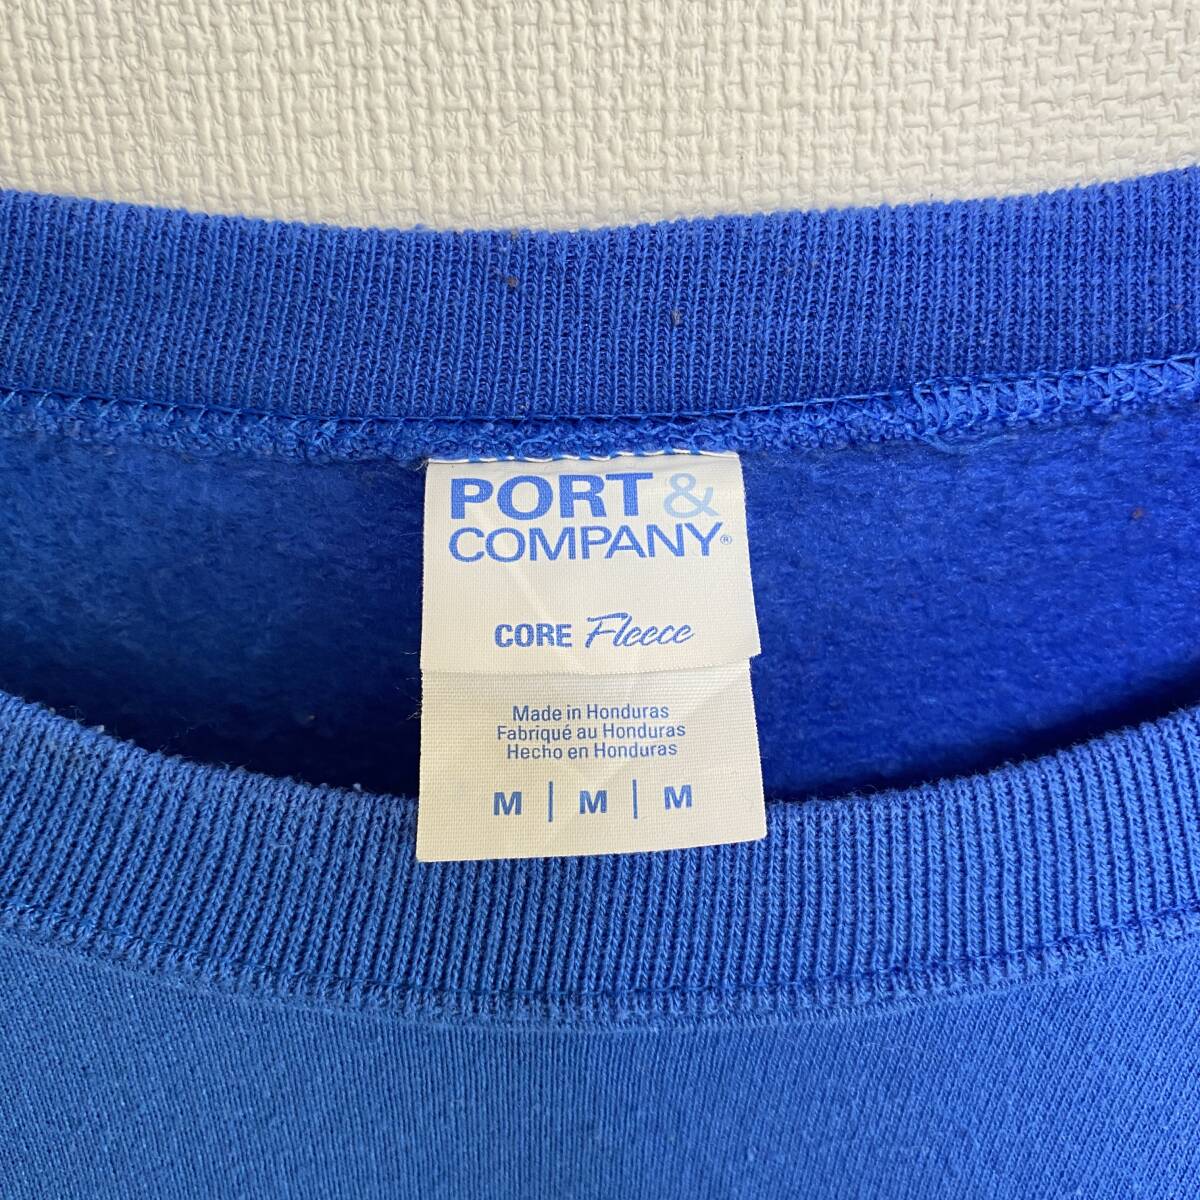 PORT &
COMPANY®
CORE Fleece
Made in Honduras
Fabriqué au Honduras
Hecho en Honduras
M | M | M